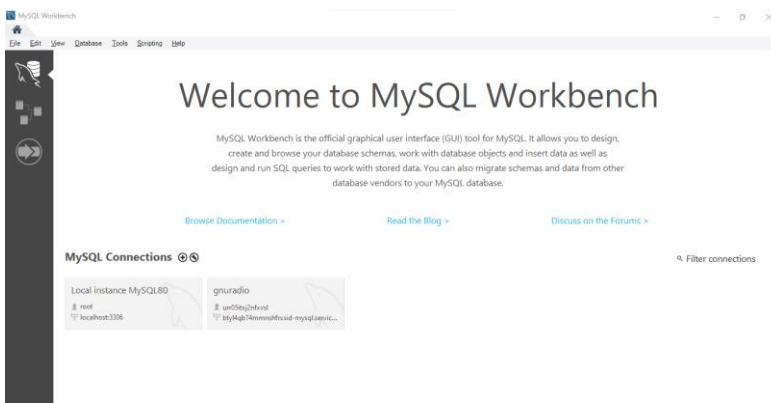 MySQL Workbench
File Edit View Database Tools Scripting Help
Welcome to MySQL Workbench
MySQL Workbench is the official graphical user interface (GUI) tool for MySQL. It allows you to design,
create and browse your database schemas, work with database objects and insert data as well as
design and run SQL queries to work with stored data. You can also migrate schemas and data from other
database vendors to your MySQL database.
Browse Documentation >
Read the Blog >
Discuss on the Forums >
MySQL Connections
Filter connections
Local instance MySQL80
root
localhost:3306
gnuradio